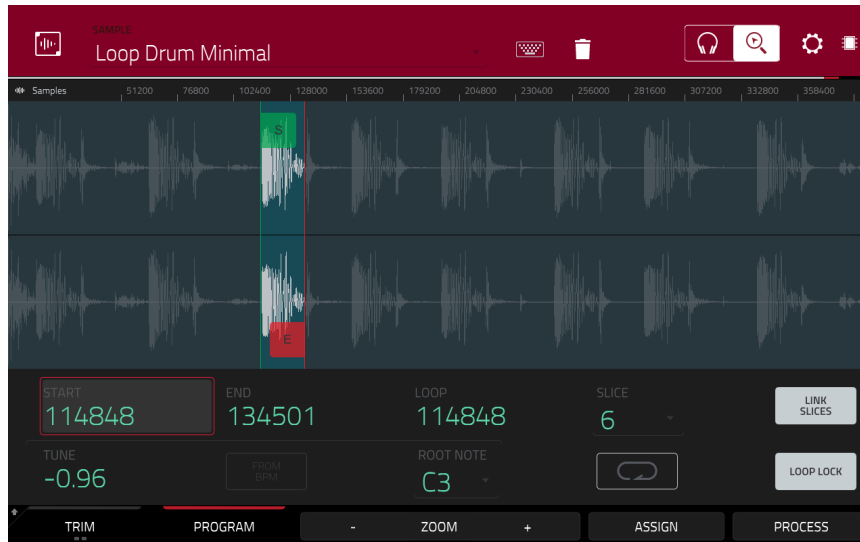 SAMPLE
Loop Drum Minimal
Samples 51200 76800 102400 128000 153600 179200 204800 230400 256000 281600 307200 332800 358400
S
E
START END LOOP SLICE
114848 134501 114848 6
LINK
SLICES
TUNE FROM BPM ROOT NOTE
-0.96 C3
LOOP LOCK
TRIM PROGRAM - ZOOM + ASSIGN PROCESS